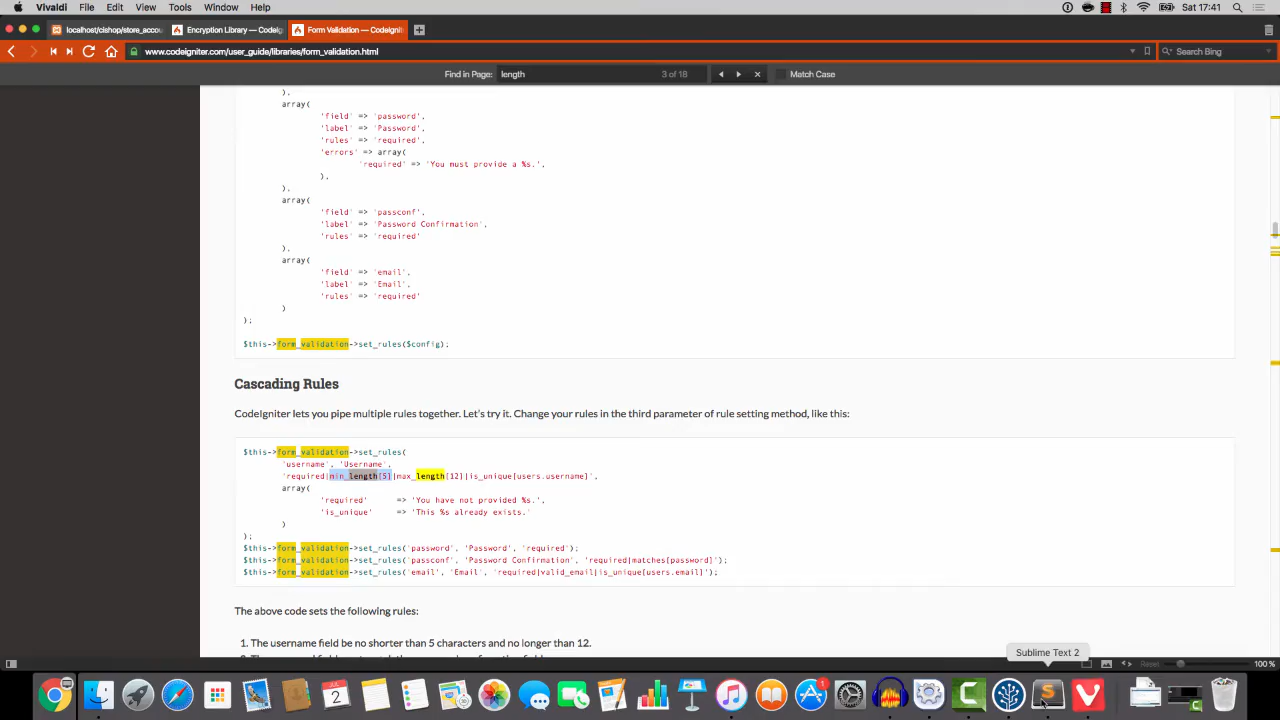 Vivaldi File Edit View Tools Window Help Sat 17:41
localhost/cishop/store_accou Encryption Library — CodeIg Form Validation — CodeIgnit
www.codeigniter.com/user_guide/libraries/form_validation.html Search Bing
Find in Page: length 3 of 18 Match Case
),
array(
'field' => 'password',
'label' => 'Password',
'rules' => 'required',
'errors' => array(
'required' => 'You must provide a %s.',
),
),
array(
'field' => 'passconf',
'label' => 'Password Confirmation',
'rules' => 'required'
),
array(
'field' => 'email',
'label' => 'Email',
'rules' => 'required'
)
);
$this->form_validation->set_rules($config);
Cascading Rules
CodeIgniter lets you pipe multiple rules together. Let's try it. Change your rules in the third parameter of rule setting method, like this:
$this->form_validation->set_rules(
'username', 'Username',
'required|min_length[5]|max_length[12]|is_unique[users.username]',
array(
'required' => 'You have not provided %s.',
'is_unique' => 'This %s already exists.'
)
);
$this->form_validation->set_rules('password', 'Password', 'required');
$this->form_validation->set_rules('passconf', 'Password Confirmation', 'required|matches[password]');
$this->form_validation->set_rules('email', 'Email', 'required|valid_email|is_unique[users.email]');
The above code sets the following rules:
1. The username field be no shorter than 5 characters and no longer than 12.
Sublime Text 2
Reset 100 %
2
1